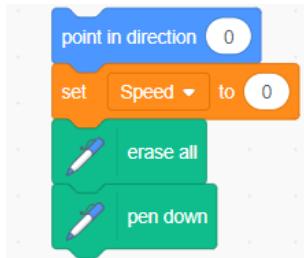 point in direction 0
set Speed to 0
erase all
pen down